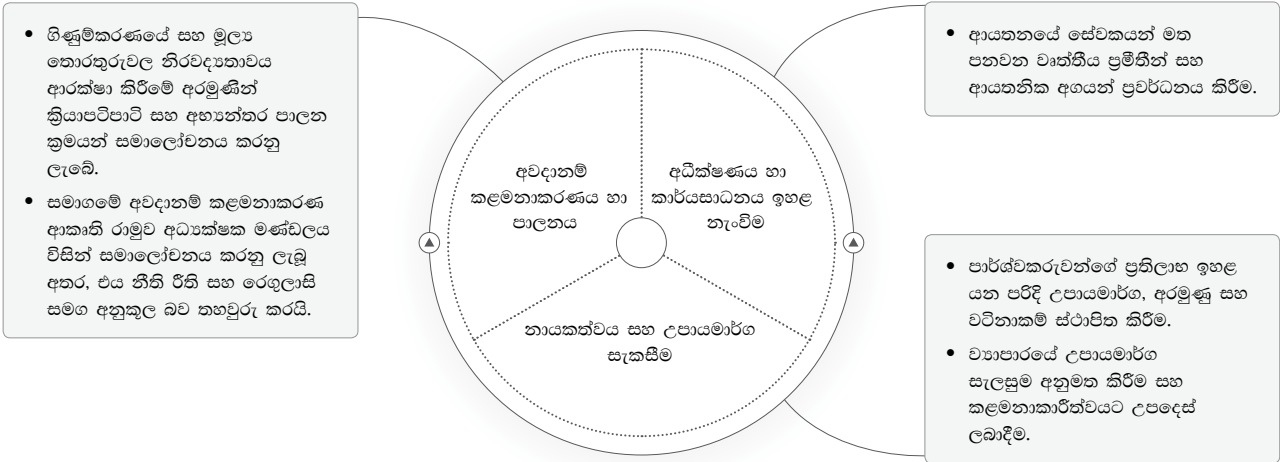 • ගිණුම්කරණයේ සහ මූල්‍ය
තොරතුරුවල නිරවද්‍යතාවය
ආරක්ෂා කිරීමේ අරමුණින්
ක්‍රියාපටිපාටි සහ අභ්‍යන්තර පාලන
ක්‍රමයන් සමාලෝචනය කරනු
ලැබේ.
• සමාගමේ අවදානම් කළමනාකරණ
ආකෘති රාමුව අධ්‍යක්ෂක මණ්ඩලය
විසින් සමාලෝචනය කරනු ලැබූ
අතර, එය නීති රීති සහ රෙගුලාසි
සමග අනුකූල බව තහවුරු කරයි.
අවදානම්
කළමනාකරණය හා
පාලනය
අධීක්ෂණය හා
කාර්යසාධනය ඉහළ
නැංවිම
නායකත්වය සහ උපායමාර්ග
සැකසීම
• ආයතනයේ සේවකයන් මත
පනවන වෘත්තීය ප්‍රමිතීන් සහ
ආයතනික අගයන් ප්‍රවර්ධනය කිරීම.
• පාර්ශ්වකරුවන්ගේ ප්‍රතිලාභ ඉහළ
යන පරිදි උපායමාර්ග, අරමුණු සහ
වටිනාකම් ස්ථාපිත කිරීම.
• ව්‍යාපාරයේ උපායමාර්ග
සැලසුම අනුමත කිරීම සහ
කළමනාකාරීත්වයට උපදෙස්
ලබාදීම.